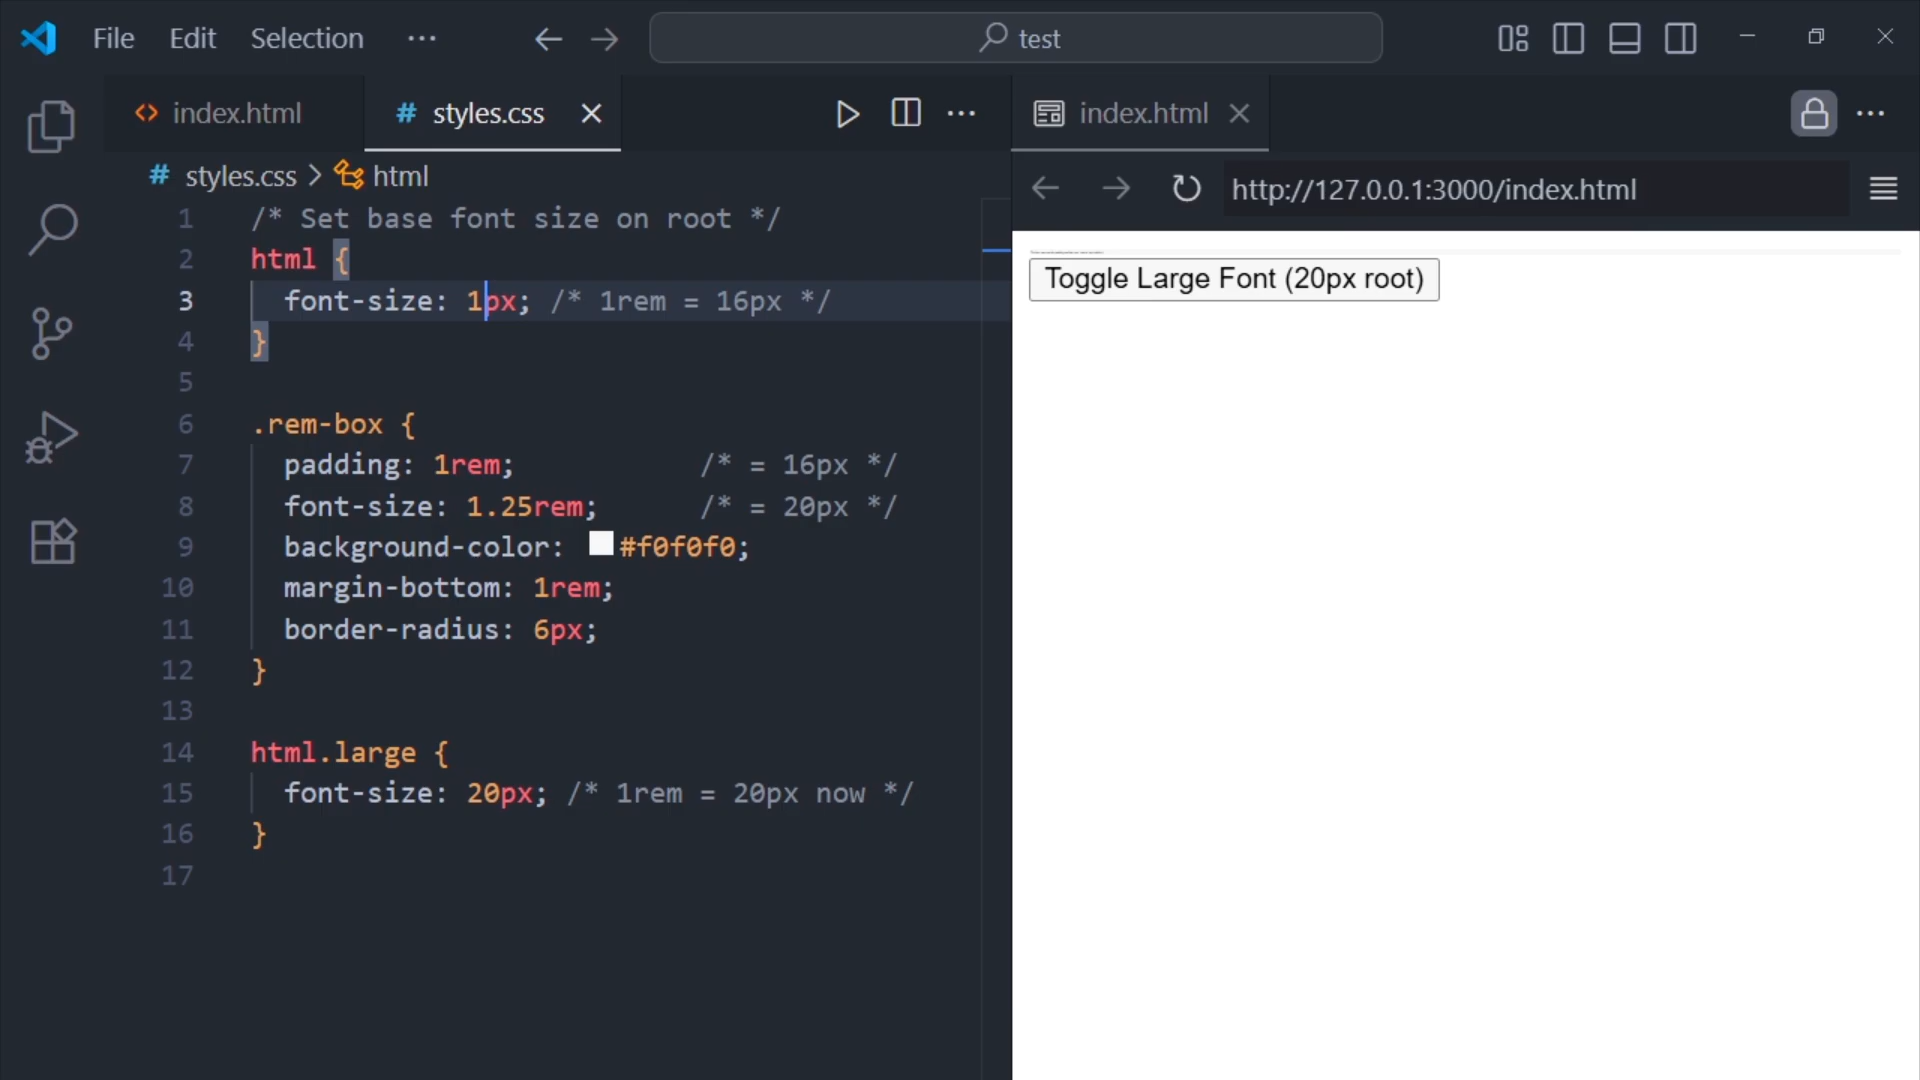 File Edit Selection ···
test
index.html
# styles.css
index.html
# styles.css > html
http://127.0.0.1:3000/index.html
1 /* Set base font size on root */
2 html {
3 font-size: 1px; /* 1rem = 16px */
4 }
5
6 .rem-box {
7 padding: 1rem; /* = 16px */
8 font-size: 1.25rem; /* = 20px */
9 background-color: #f0f0f0;
10 margin-bottom: 1rem;
11 border-radius: 6px;
12 }
13
14 html.large {
15 font-size: 20px; /* 1rem = 20px now */
16 }
17
Toggle Large Font (20px root)